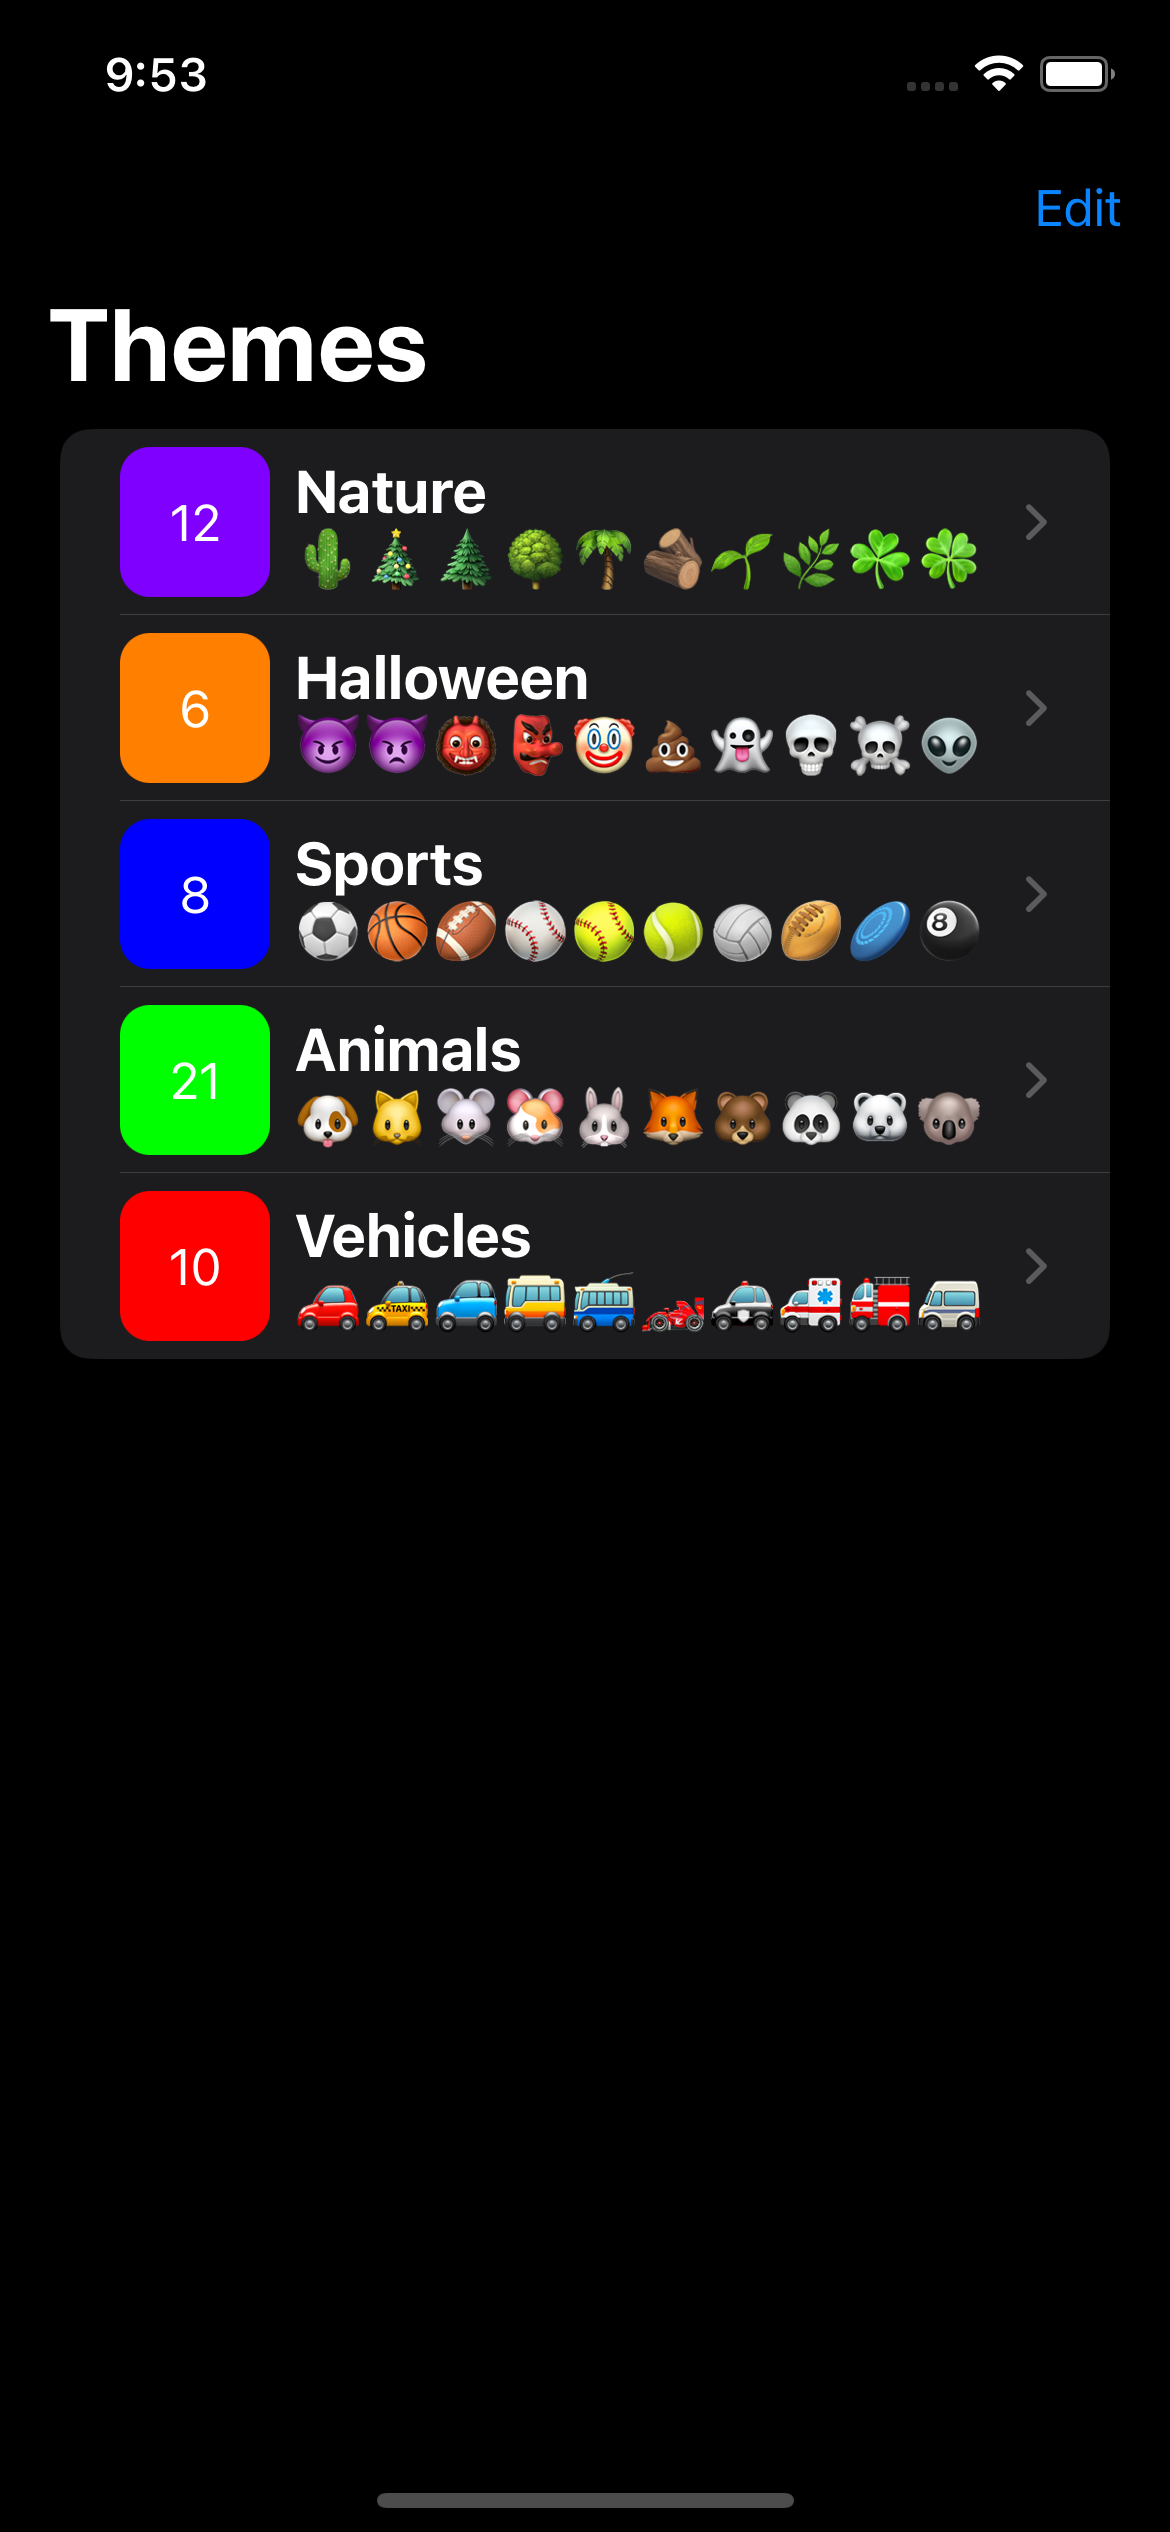 9:53
Edit
Themes
12
Nature
🌵🎄🌲🌳🌴🪵🌱🌿☘️🍀
6
Halloween
😈👿👹👺🤡💩👻💀☠️👽
8
Sports
⚽🏀🏈⚾🥎🎾🏐🏉🥏🎱
21
Animals
🐶🐱🐭🐹🐰🦊🐻🐼🐻‍❄️🐨
10
Vehicles
🚗🚕🚙🚌🚎🏎️🚓🚑🚒🚐